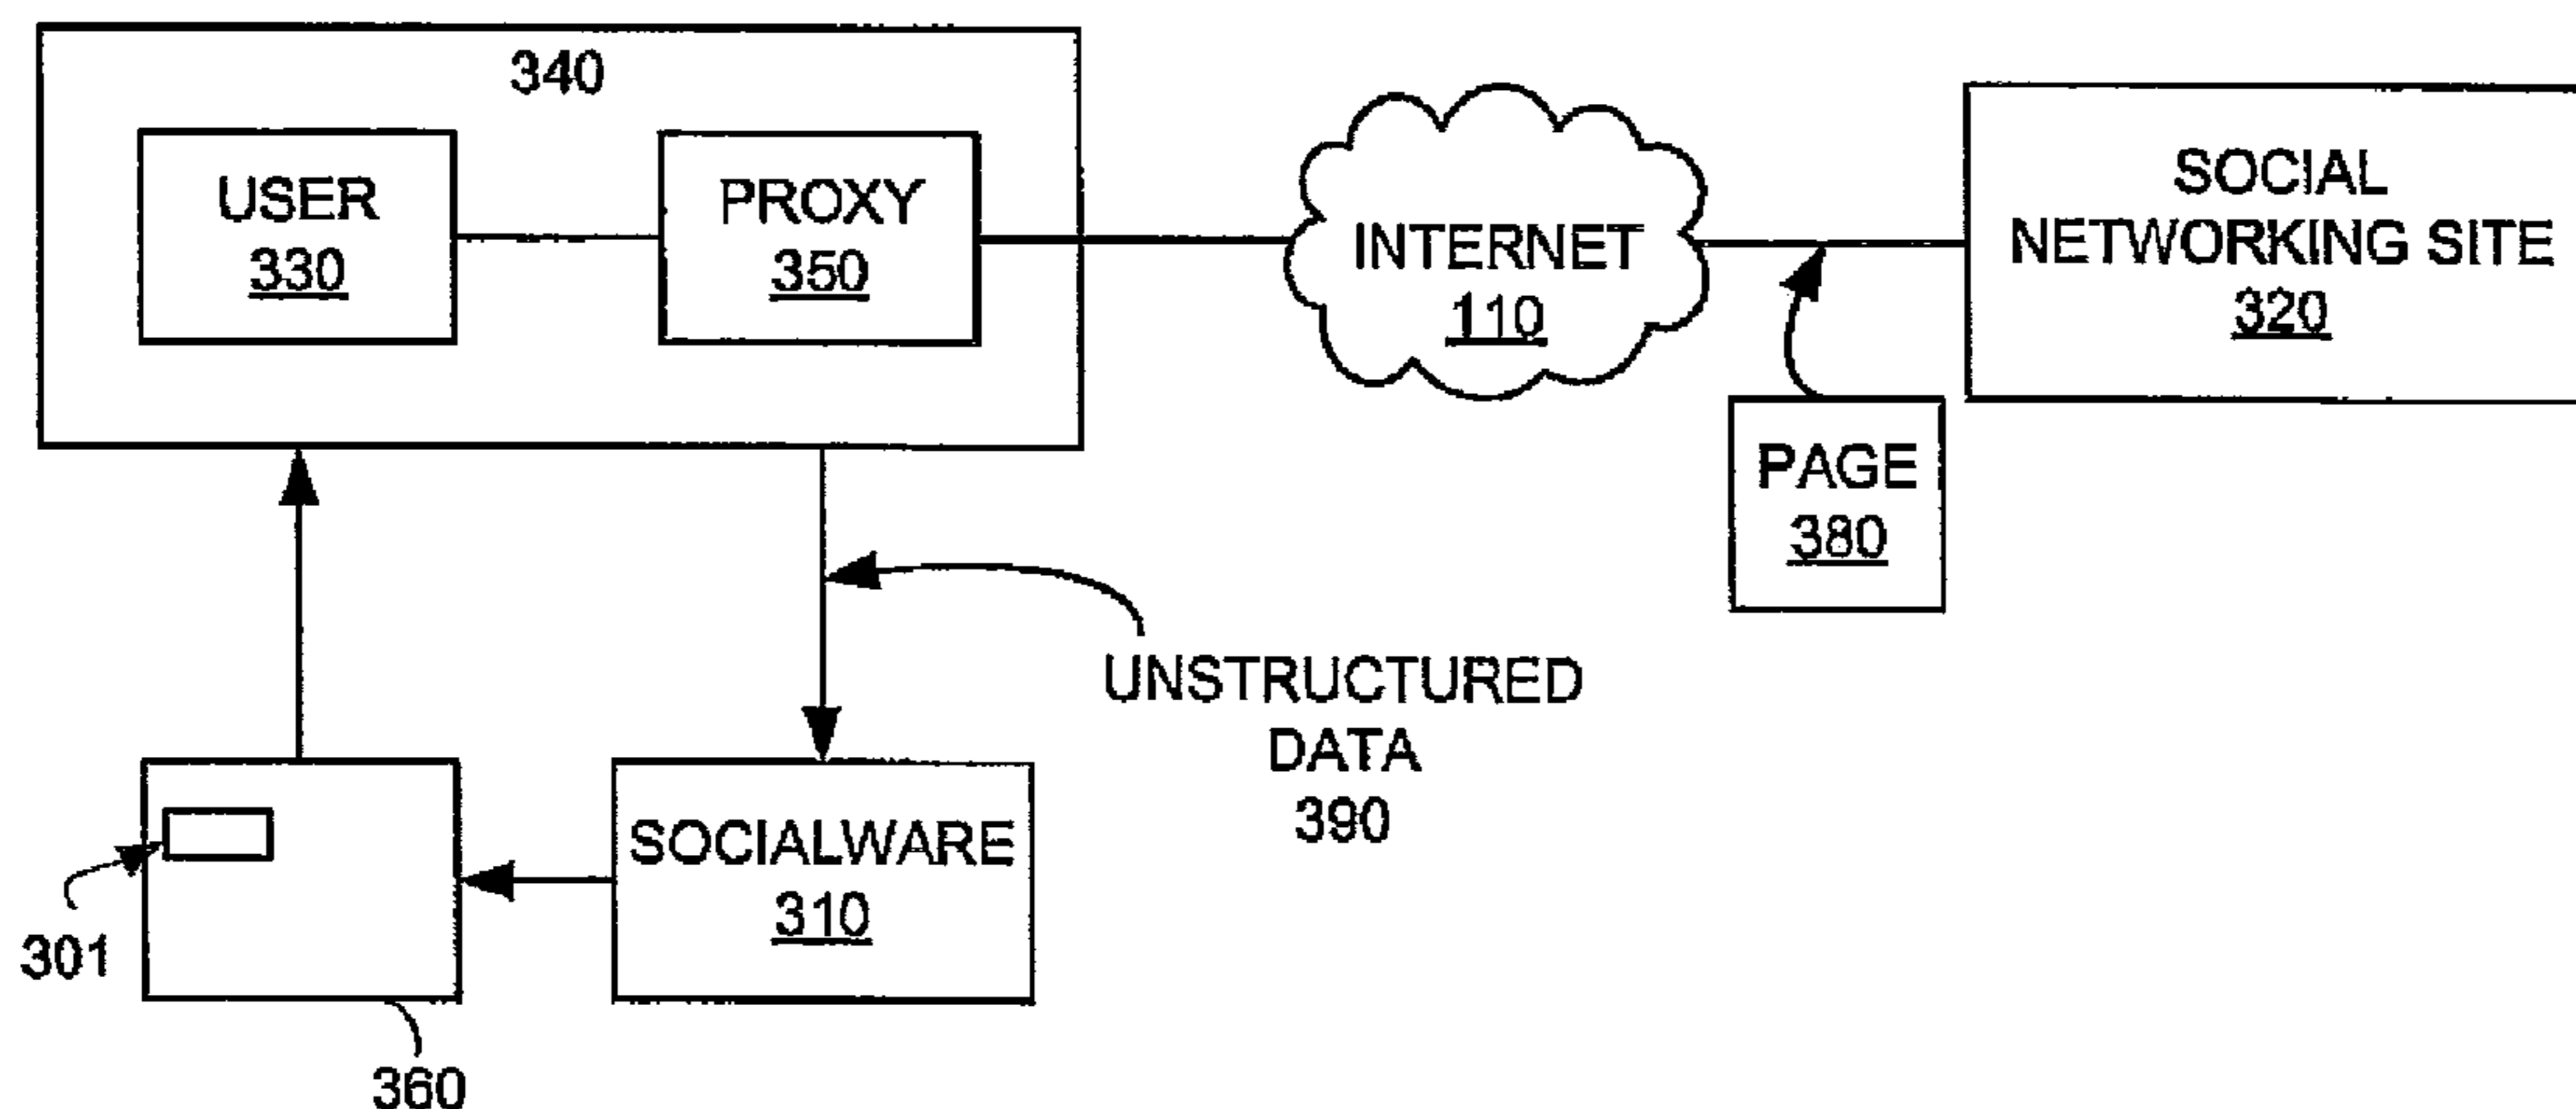 340
USER
330
PROXY
350
INTERNET
110
SOCIAL
NETWORKING SITE
320
PAGE
380
UNSTRUCTURED
DATA
390
SOCIALWARE
310
301
360